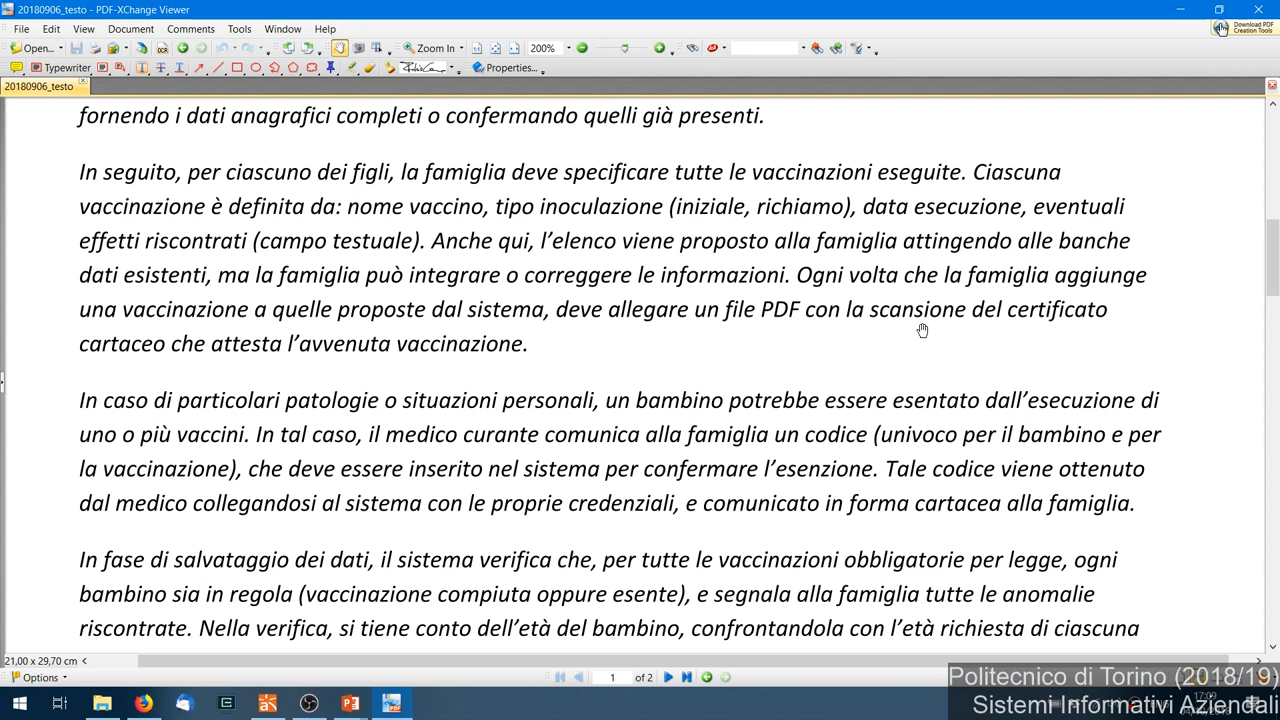 20180906_testo - PDF-XChange Viewer
File Edit View Document Comments Tools Window Help
Download PDF
Creation Tools
Open... Zoom In 200%
Typewriter Properties...
20180906_testo
fornendo i dati anagrafici completi o confermando quelli già presenti.
In seguito, per ciascuno dei figli, la famiglia deve specificare tutte le vaccinazioni eseguite. Ciascuna
vaccinazione è definita da: nome vaccino, tipo inoculazione (iniziale, richiamo), data esecuzione, eventuali
effetti riscontrati (campo testuale). Anche qui, l’elenco viene proposto alla famiglia attingendo alle banche
dati esistenti, ma la famiglia può integrare o correggere le informazioni. Ogni volta che la famiglia aggiunge
una vaccinazione a quelle proposte dal sistema, deve allegare un file PDF con la scansione del certificato
cartaceo che attesta l’avvenuta vaccinazione.
In caso di particolari patologie o situazioni personali, un bambino potrebbe essere esentato dall’esecuzione di
uno o più vaccini. In tal caso, il medico curante comunica alla famiglia un codice (univoco per il bambino e per
la vaccinazione), che deve essere inserito nel sistema per confermare l’esenzione. Tale codice viene ottenuto
dal medico collegandosi al sistema con le proprie credenziali, e comunicato in forma cartacea alla famiglia.
In fase di salvataggio dei dati, il sistema verifica che, per tutte le vaccinazioni obbligatorie per legge, ogni
bambino sia in regola (vaccinazione compiuta oppure esente), e segnala alla famiglia tutte le anomalie
riscontrate. Nella verifica, si tiene conto dell’età del bambino, confrontandola con l’età richiesta di ciascuna
21,00 x 29,70 cm
Options 1 of 2
Politecnico di Torino (2018/19)
Sistemi Informativi Aziendali
17:09